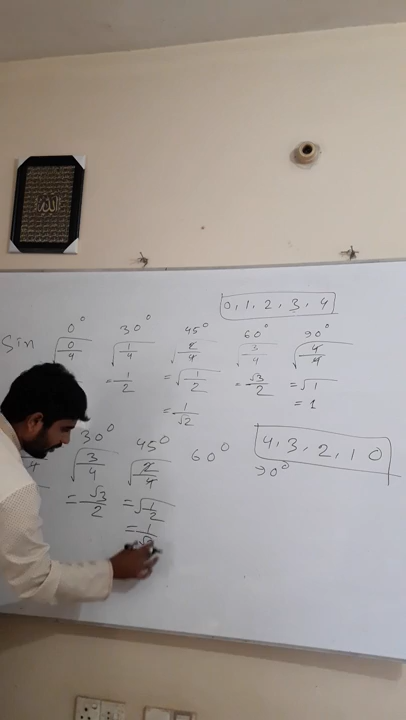 0, 1, 2, 3, 4
Sin 0° 30° 45° 60° 90°
√0/4 √1/4 √2/4 √3/4 √4/4
= 1/2 = √1/2 = √3/2 = √1
= 1/√2 = 1
30° 45° 60° 90°
4, 3, 2, 1 0
4 √3/4 √2/4
= √3/2 = √1/2
= 1/√2
الله